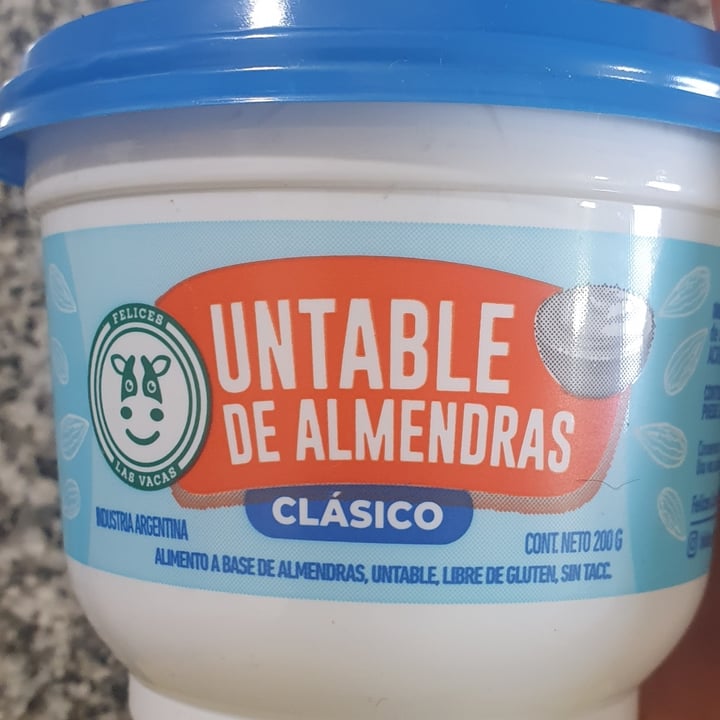 FELICES
LAS VACAS
UNTABLE
DE ALMENDRAS
CLÁSICO
INDUSTRIA ARGENTINA
CONT. NETO 200 G
ALIMENTO A BASE DE ALMENDRAS, UNTABLE, LIBRE DE GLUTEN, SIN TACC.